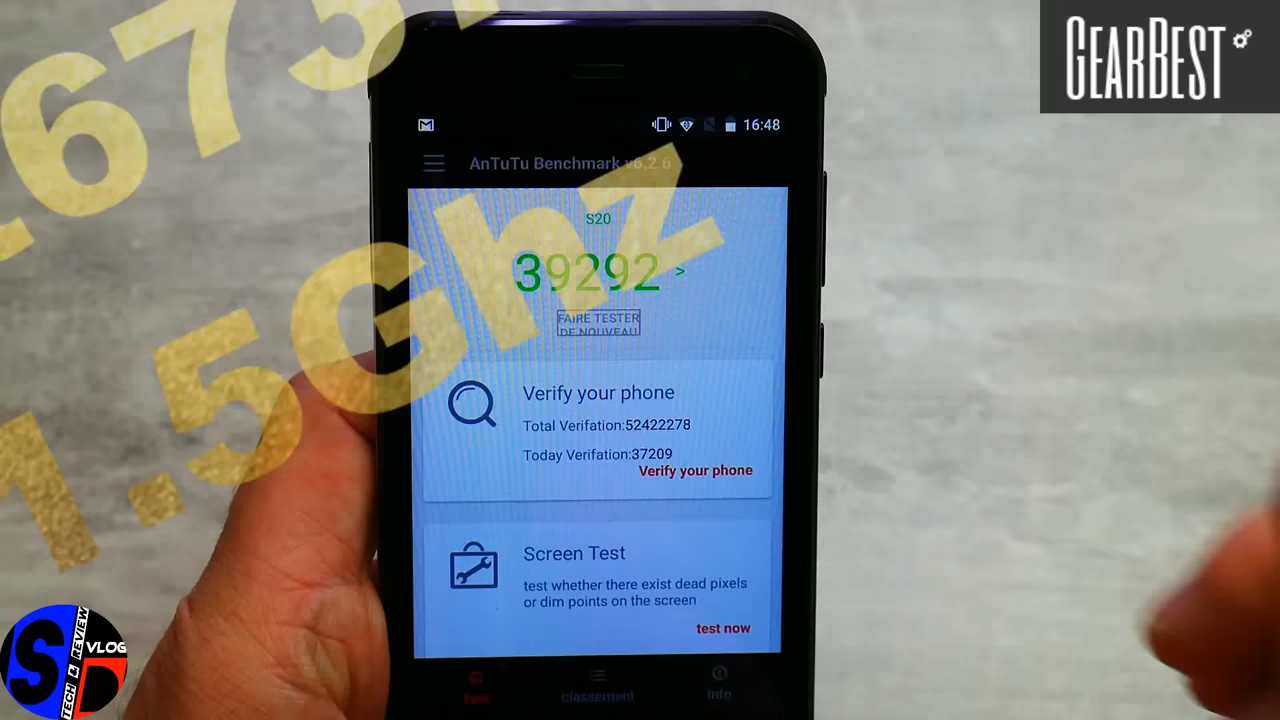 GEARBEST
16:48
AnTuTu Benchmark v6.2.6
S20
39292 >
FAIRE TESTER
DE NOUVEAU
Verify your phone
Total Verifation:52422278
Today Verifation:37209
Verify your phone
Screen Test
test whether there exist dead pixels
or dim points on the screen
test now
test
classement
info
1.5Ghz
SD
TECH & REVIEW
VLOG